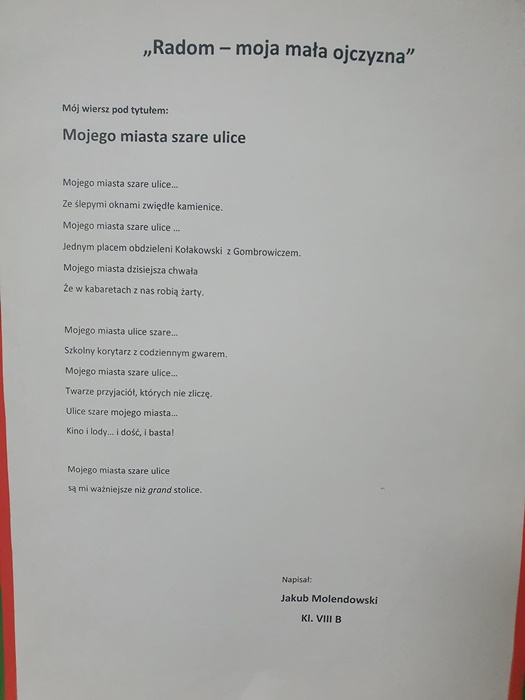 „Radom – moja mała ojczyzna”
Mój wiersz pod tytułem:
Mojego miasta szare ulice
Mojego miasta szare ulice...
Ze ślepymi oknami zwiędłe kamienice.
Mojego miasta szare ulice ...
Jednym placem obdzieleni Kołakowski z Gombrowiczem.
Mojego miasta dzisiejsza chwała
Że w kabaretach z nas robią żarty.
Mojego miasta ulice szare...
Szkolny korytarz z codziennym gwarem.
Mojego miasta szare ulice...
Twarze przyjaciół, których nie zliczę.
Ulice szare mojego miasta...
Kino i lody... i dość, i basta!
Mojego miasta szare ulice
są mi ważniejsze niż grand stolice.
Napisał:
Jakub Molendowski
Kl. VIII B